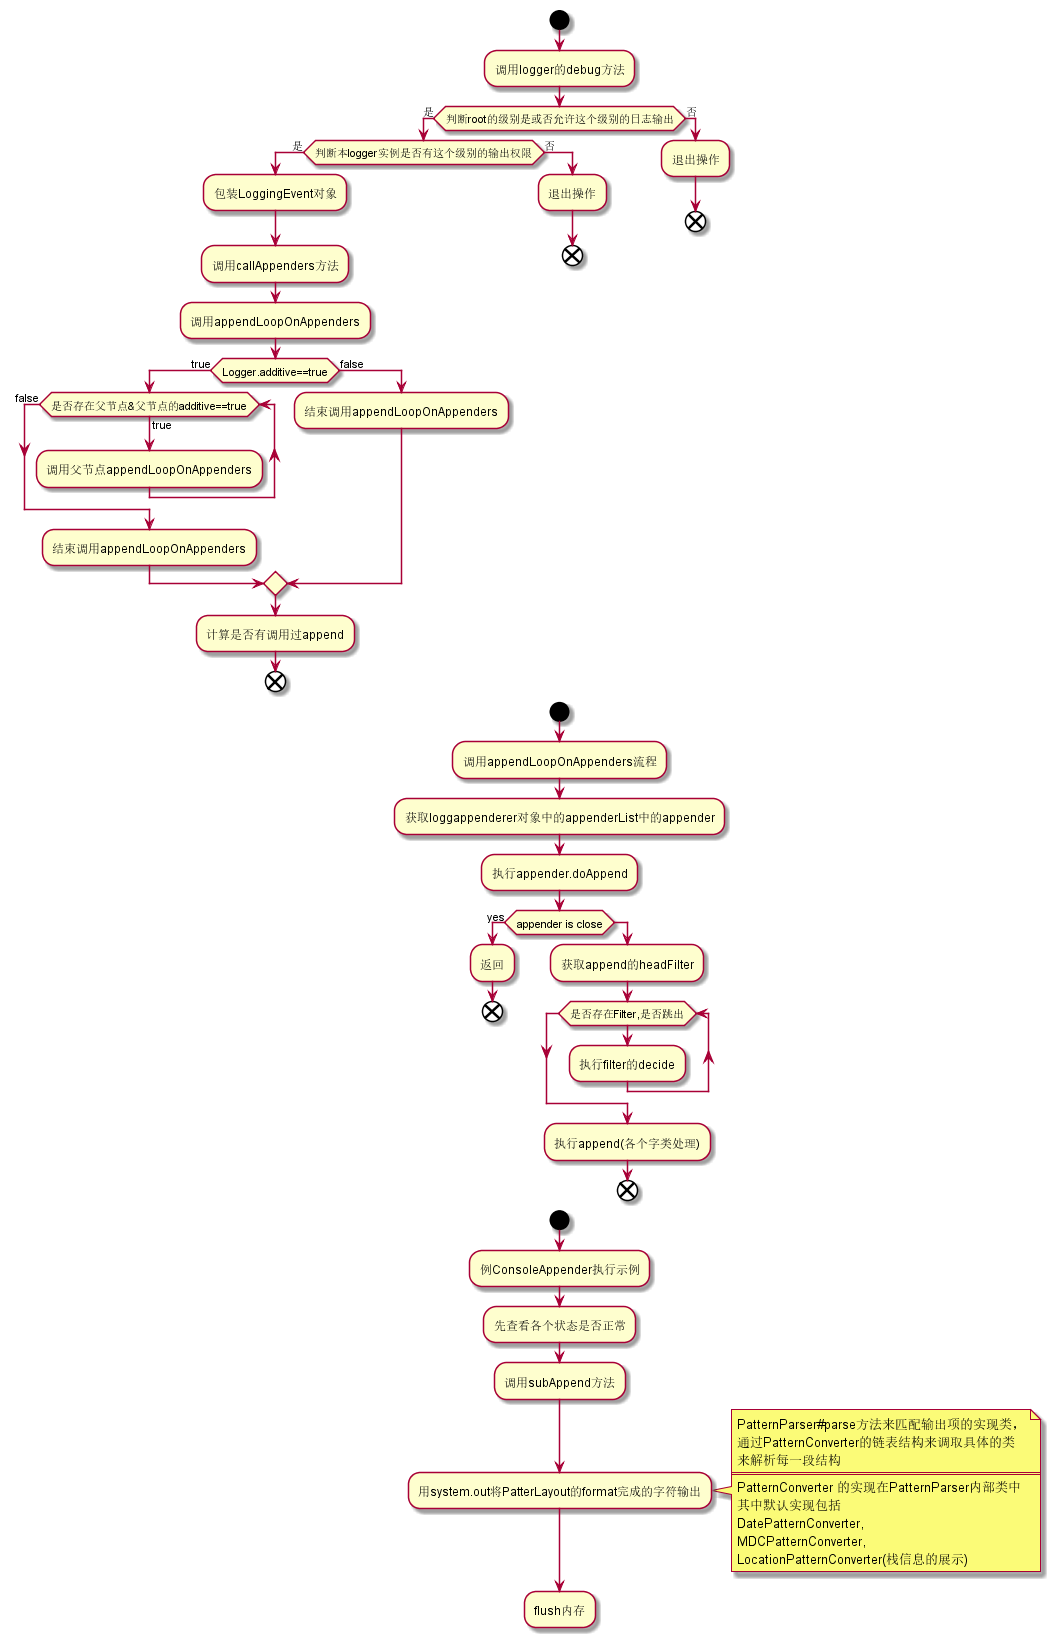 调用logger的debug方法
是
判断root的级别是或否允许这个级别的日志输出
否
是
判断本logger实例是否有这个级别的输出权限
否
退出操作
包装LoggingEvent对象
退出操作
调用callAppenders方法
调用appendLoopOnAppenders
true
Logger.additive==true
false
false
是否存在父节点&父节点的additive==true
结束调用appendLoopOnAppenders
true
调用父节点appendLoopOnAppenders
结束调用appendLoopOnAppenders
计算是否有调用过append
调用appendLoopOnAppenders流程
获取loggappenderer对象中的appenderList中的appender
执行appender.doAppend
yes
appender is close
返回
获取append的headFilter
是否存在Filter,是否跳出
执行filter的decide
执行append(各个字类处理)
例ConsoleAppender执行示例
先查看各个状态是否正常
调用subAppend方法
PatternParser#parse方法来匹配输出项的实现类，
通过PatternConverter的链表结构来调取具体的类
来解析每一段结构
用system.out将PatterLayout的format完成的字符输出
PatternConverter 的实现在PatternParser内部类中
其中默认实现包括
DatePatternConverter,
MDCPatternConverter,
LocationPatternConverter(栈信息的展示)
flush内存